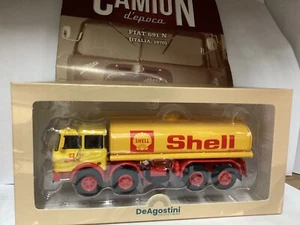 CAMION
d'epoca
FIAT 691 N
(ITALIA, 1970)
SHELL
Shell
DeAGOSTINI